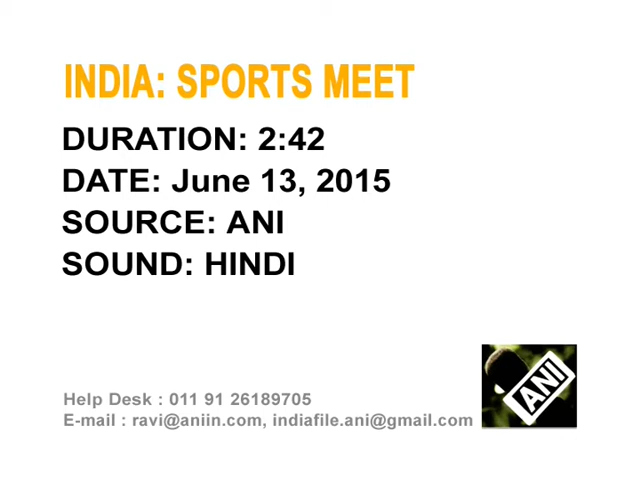 INDIA: SPORTS MEET
DURATION: 2:42
DATE: June 13, 2015
SOURCE: ANI
SOUND: HINDI
Help Desk : 011 91 26189705
E-mail : ravi@aniin.com, indiafile.ani@gmail.com
ANI